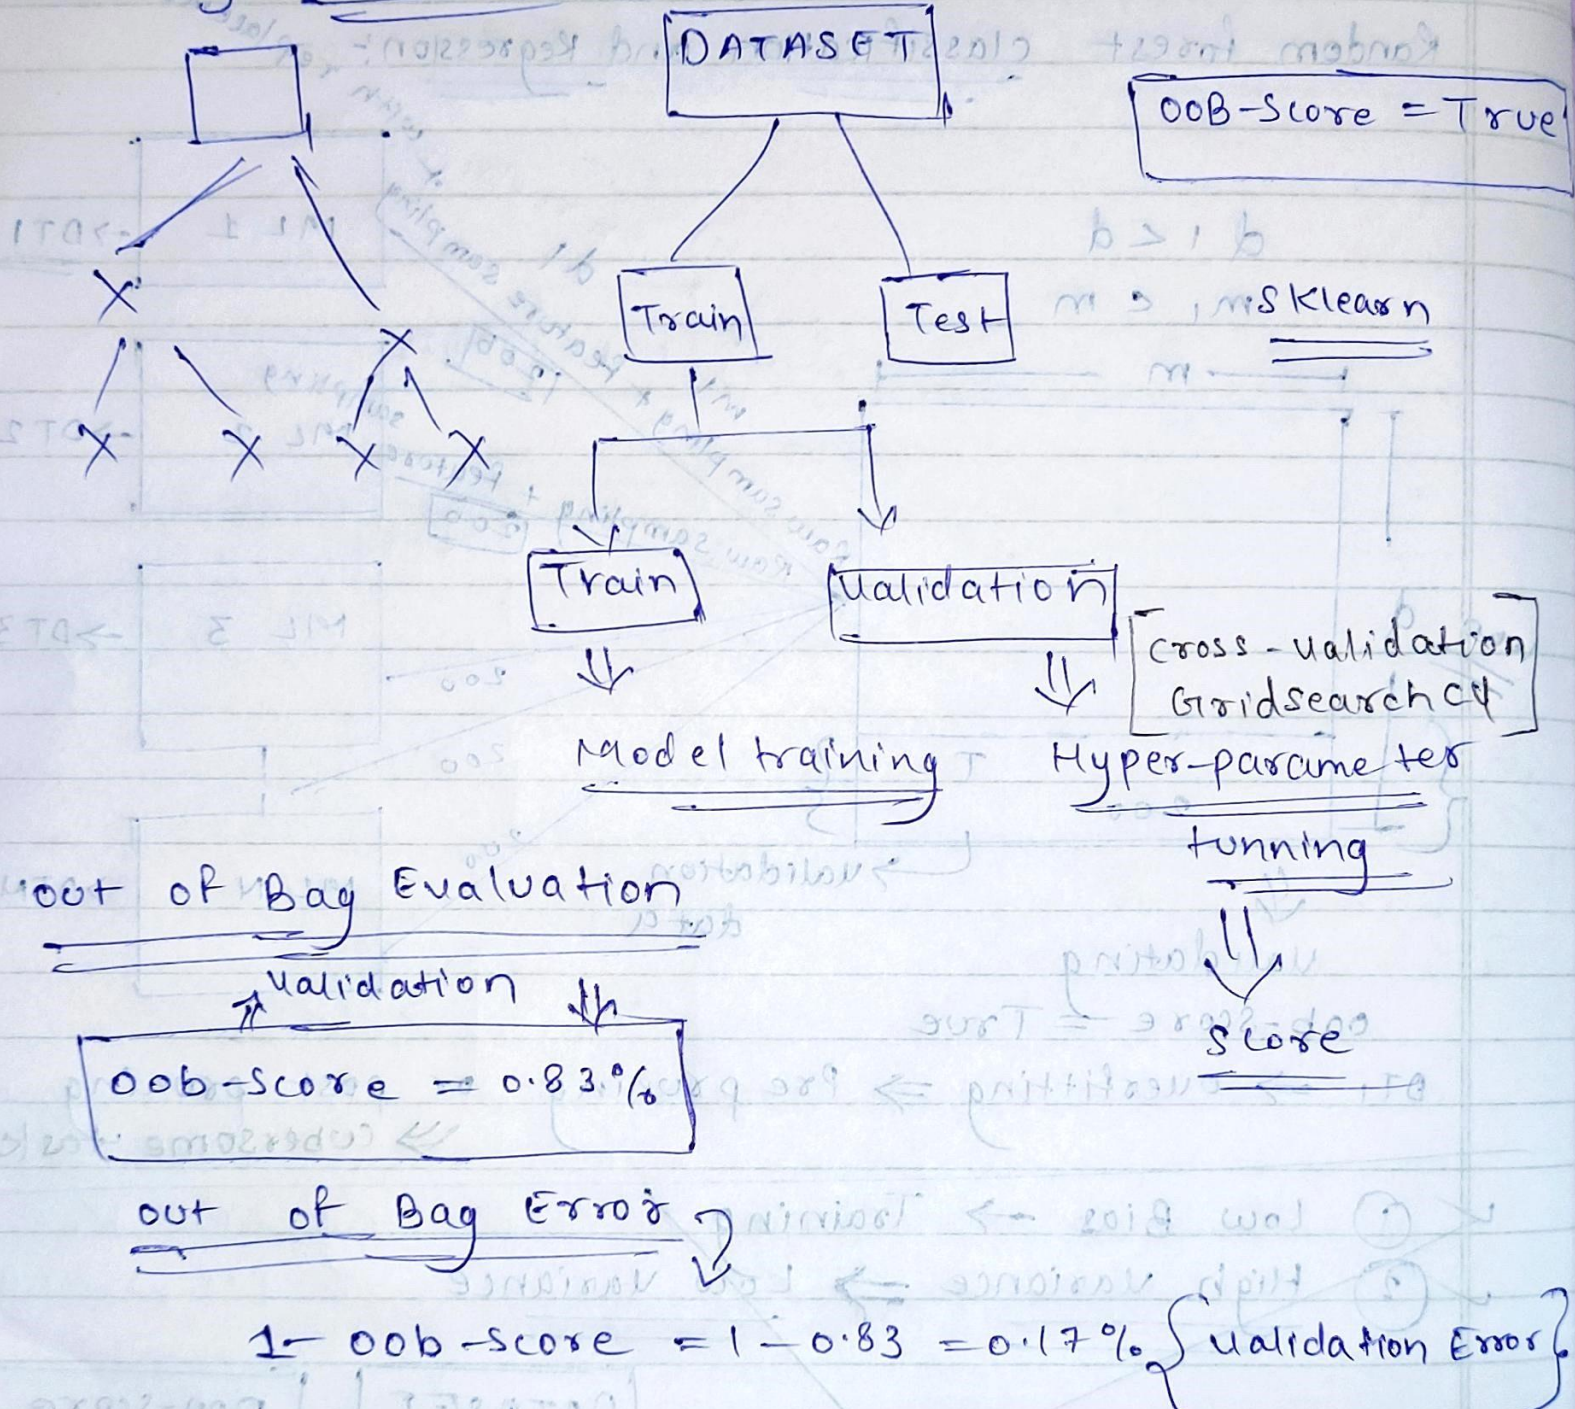 DATASET
OOB-Score = True
Train
Test
Sklearn
X
X
X X X X
Train
Validation
Cross-Validation
GridsearchCV
Model training
Hyper-parameter
tunning
out of Bag Evaluation
Validation
Score
oob-score = 0.83%
out of Bag Error
1- oob-score = 1-0.83 = 0.17% {Validation Error}